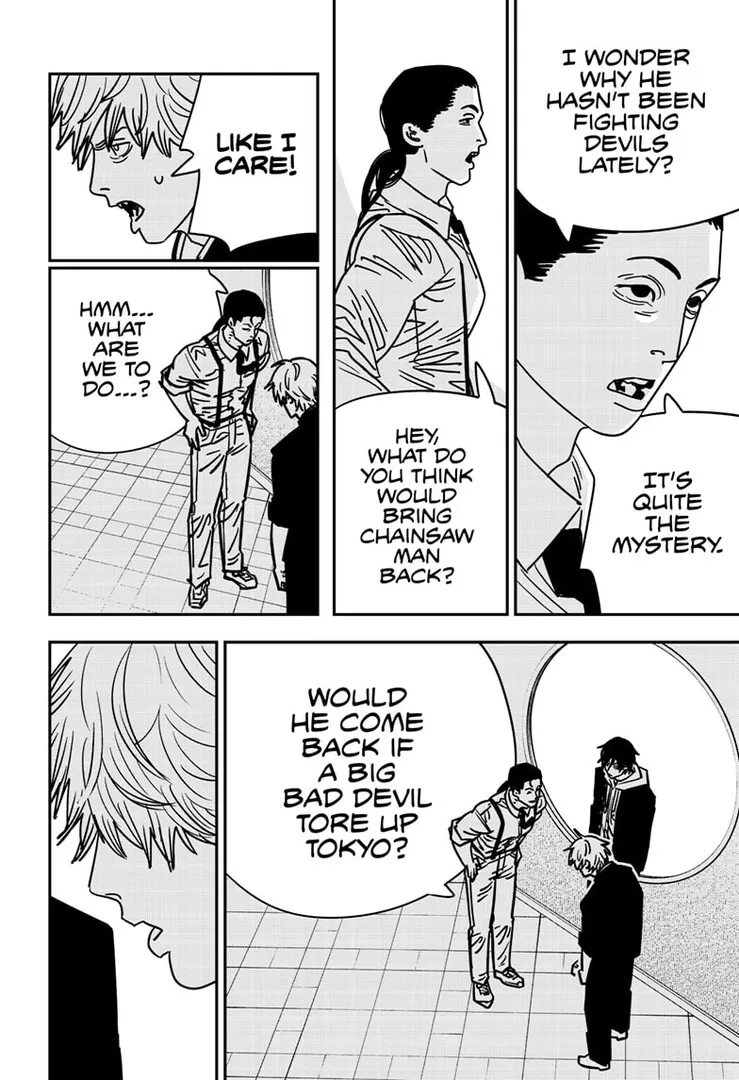 I WONDER
WHY HE
HASN'T BEEN
FIGHTING
DEVILS
LATELY?
IT'S
QUITE
THE
MYSTERY.
HEY,
WHAT DO
YOU THINK
WOULD
BRING
CHAINSAW
MAN
BACK?
LIKE I
CARE!
HMM...
WHAT
ARE
WE TO
DO...?
WOULD
HE COME
BACK IF
A BIG
BAD DEVIL
TORE UP
TOKYO?